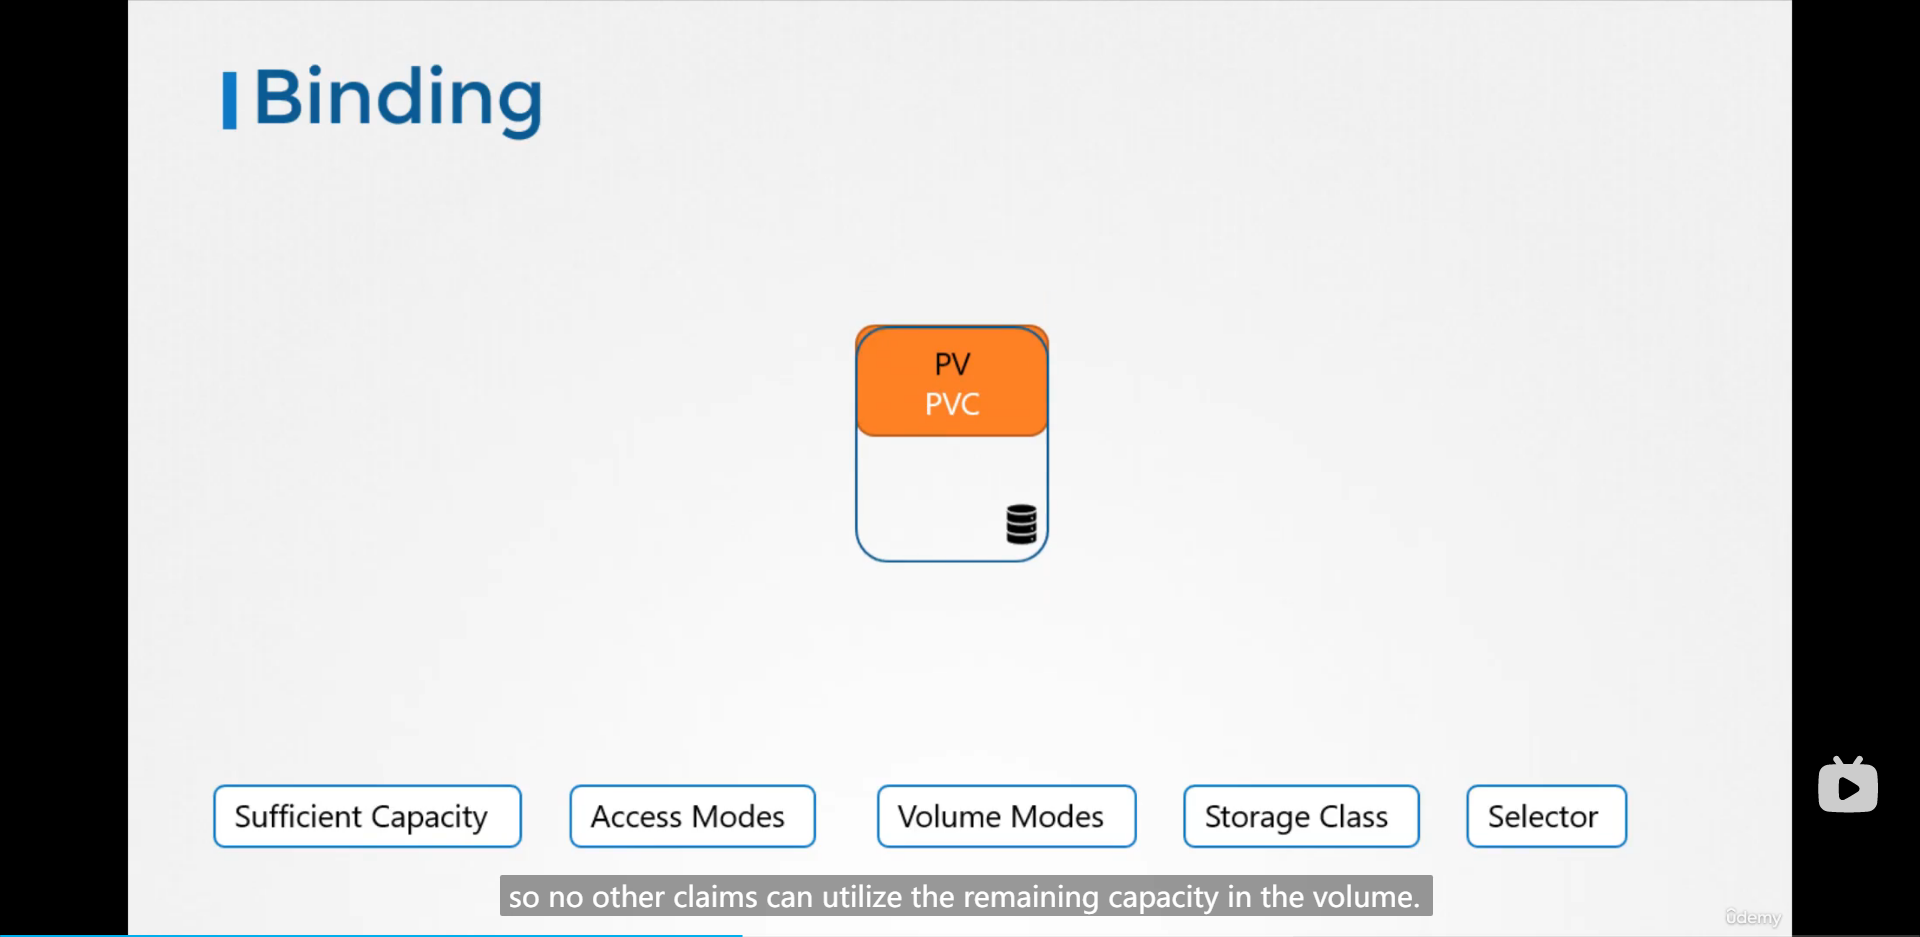 Binding
PV
PVC
Sufficient Capacity
Access Modes
Volume Modes
Storage Class
Selector
so no other claims can utilize the remaining capacity in the volume.
ûdemy